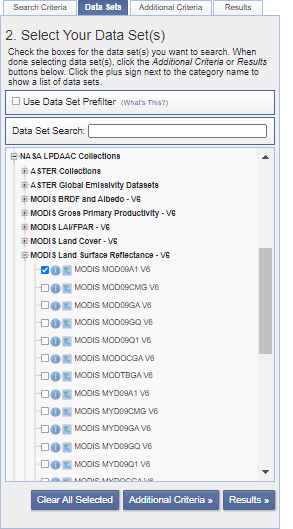 Search Criteria Data Sets Additional Criteria Results
2. Select Your Data Set(s)
Check the boxes for the data set(s) you want to search. When
done selecting data set(s), click the Additional Criteria or Results
buttons below. Click the plus sign next to the category name to
show a list of data sets.
Use Data Set Prefilter (What's This?)
Data Set Search:
NASA LPDAAC Collections
ASTER Collections
ASTER Global Emissivity Datasets
MODIS BRDF and Albedo - V6
MODIS Gross Primary Productivity - V6
MODIS LAI/FPAR - V6
MODIS Land Cover - V6
MODIS Land Surface Reflectance - V6
MODIS MOD09A1 V6
MODIS MOD09CMG V6
MODIS MOD09GA V6
MODIS MOD09GQ V6
MODIS MOD09Q1 V6
MODIS MODOCGA V6
MODIS MODTBGA V6
MODIS MYD09A1 V6
MODIS MYD09CMG V6
MODIS MYD09GA V6
MODIS MYD09GQ V6
MODIS MYD09Q1 V6
MODIS MYDOCGA V6
Clear All Selected Additional Criteria » Results »